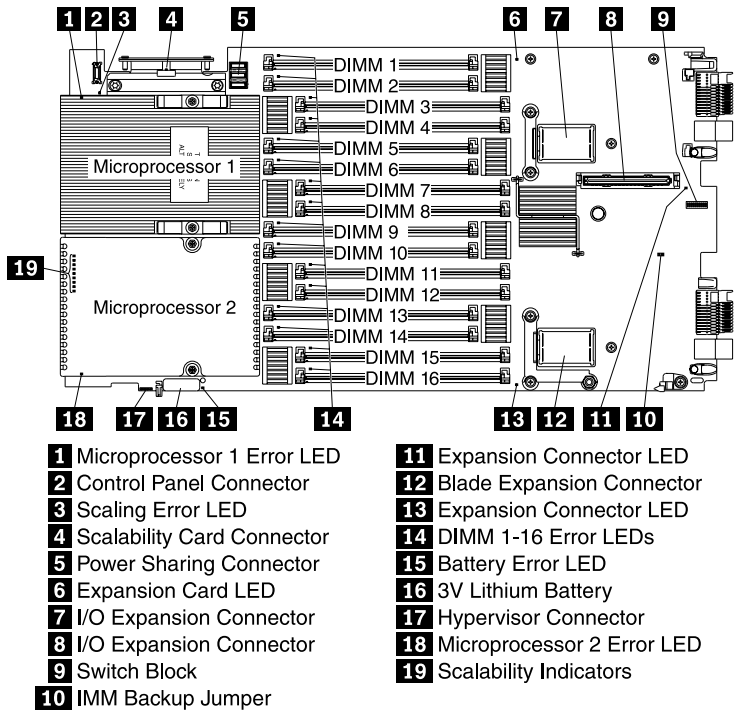 1 2 3 4 5 6 7 8 9
DIMM 1
DIMM 2
DIMM 3
DIMM 4
DIMM 5
Microprocessor 1
DIMM 6
DIMM 7
DIMM 8
DIMM 9
DIMM 10
19
DIMM 11
DIMM 12
Microprocessor 2
DIMM 13
DIMM 14
DIMM 15
DIMM 16
18 17 16 15 14 13 12 11 10
1 Microprocessor 1 Error LED
2 Control Panel Connector
3 Scaling Error LED
4 Scalability Card Connector
5 Power Sharing Connector
6 Expansion Card LED
7 I/O Expansion Connector
8 I/O Expansion Connector
9 Switch Block
10 IMM Backup Jumper
11 Expansion Connector LED
12 Blade Expansion Connector
13 Expansion Connector LED
14 DIMM 1-16 Error LEDs
15 Battery Error LED
16 3V Lithium Battery
17 Hypervisor Connector
18 Microprocessor 2 Error LED
19 Scalability Indicators